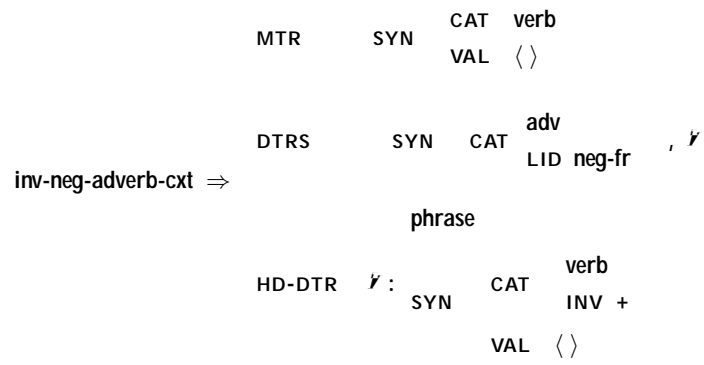 CAT verb
MTR SYN
VAL ⟨ ⟩
adv
DTRS SYN CAT ,
LID neg-fr
inv-neg-adverb-cxt ⇒
phrase
verb
HD-DTR : CAT
SYN INV +
VAL ⟨ ⟩